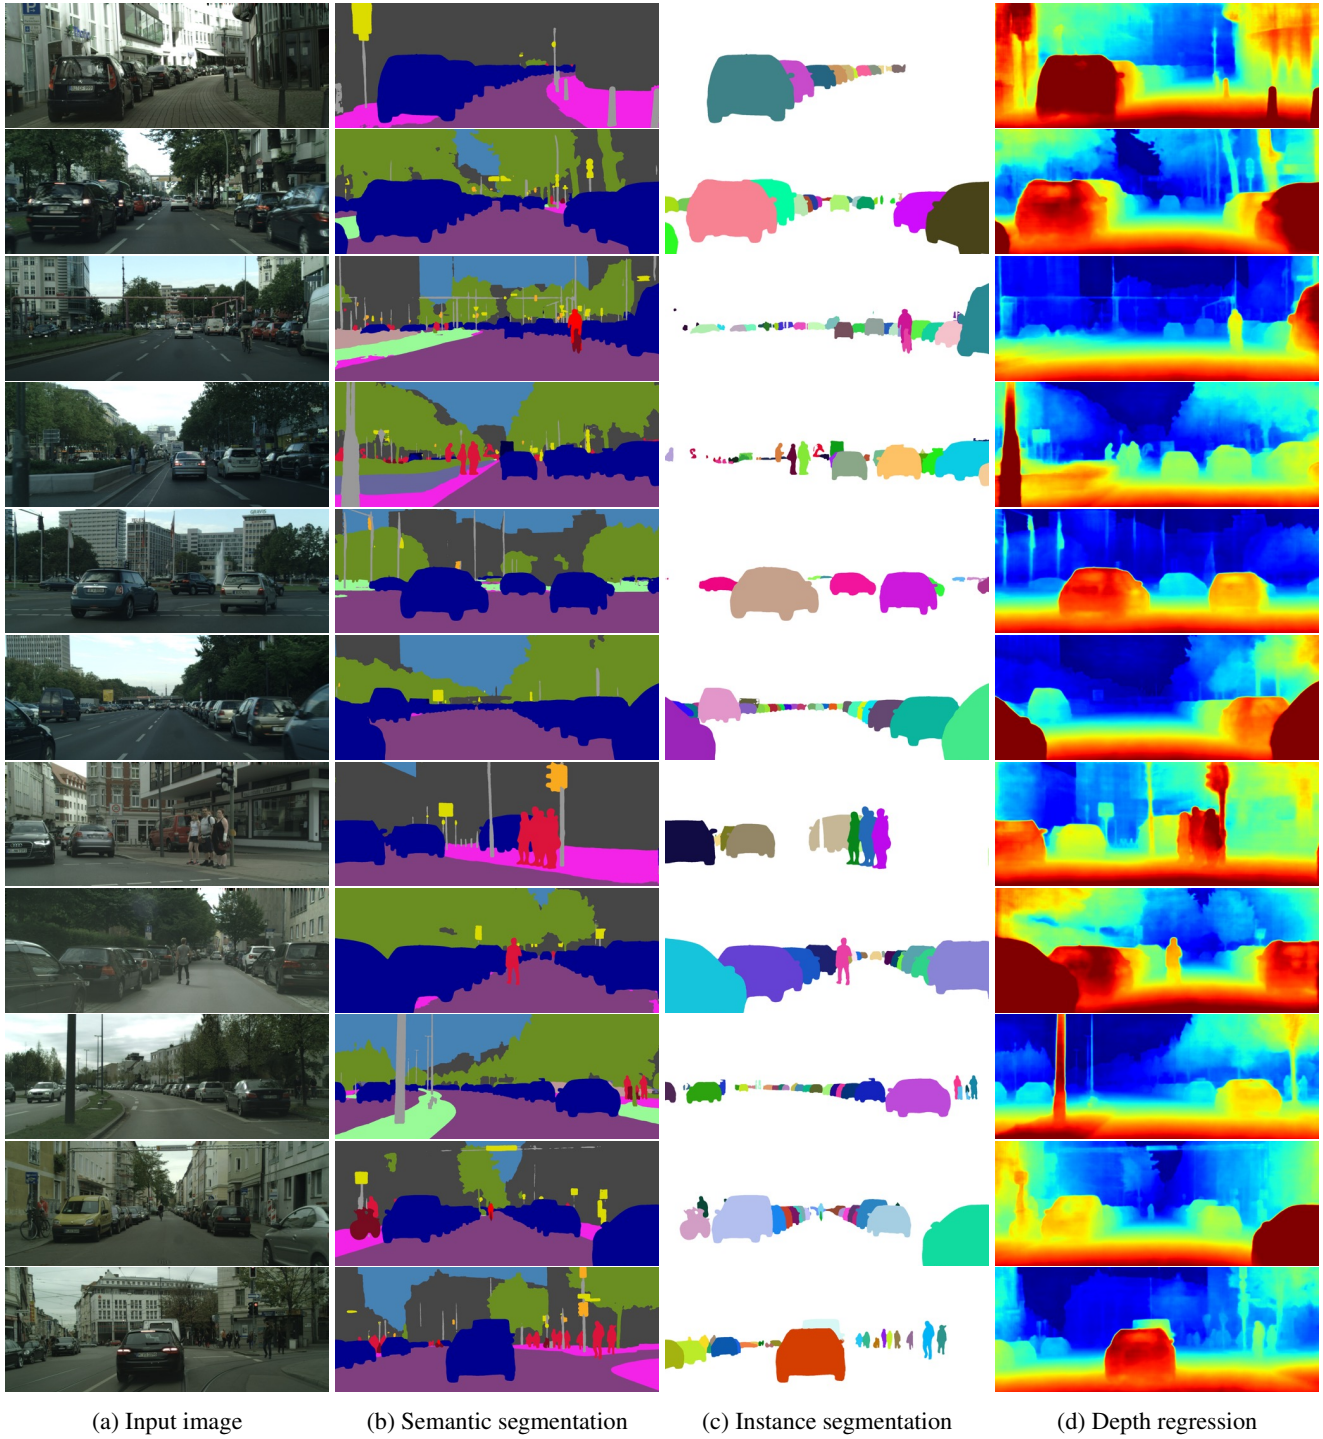 (a) Input image
(b) Semantic segmentation
(c) Instance segmentation
(d) Depth regression